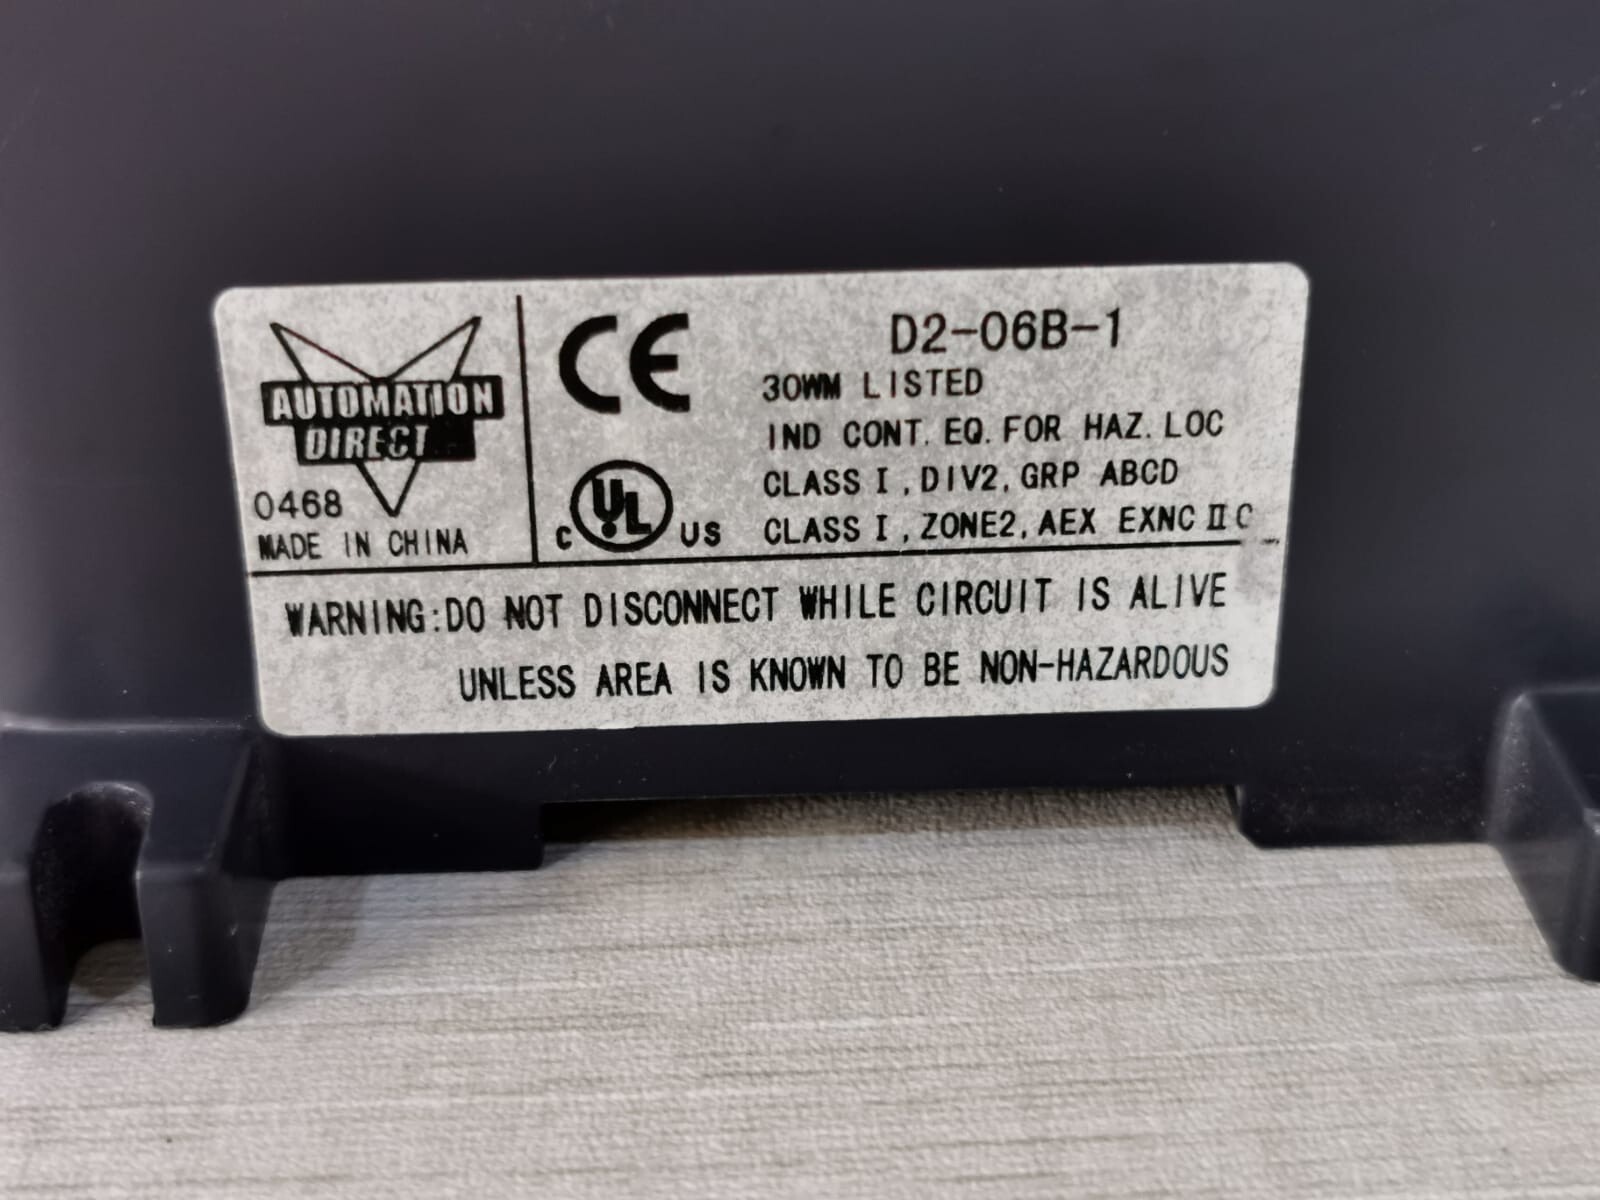 AUTOMATION
DIRECT
0468
MADE IN CHINA
CE
C UL US
D2-06B-1
30WM LISTED
IND CONT. EQ. FOR HAZ. LOC
CLASS I, DIV2, GRP ABCD
CLASS I, ZONE2, AEX EXNC II C
WARNING:DO NOT DISCONNECT WHILE CIRCUIT IS ALIVE
UNLESS AREA IS KNOWN TO BE NON-HAZARDOUS